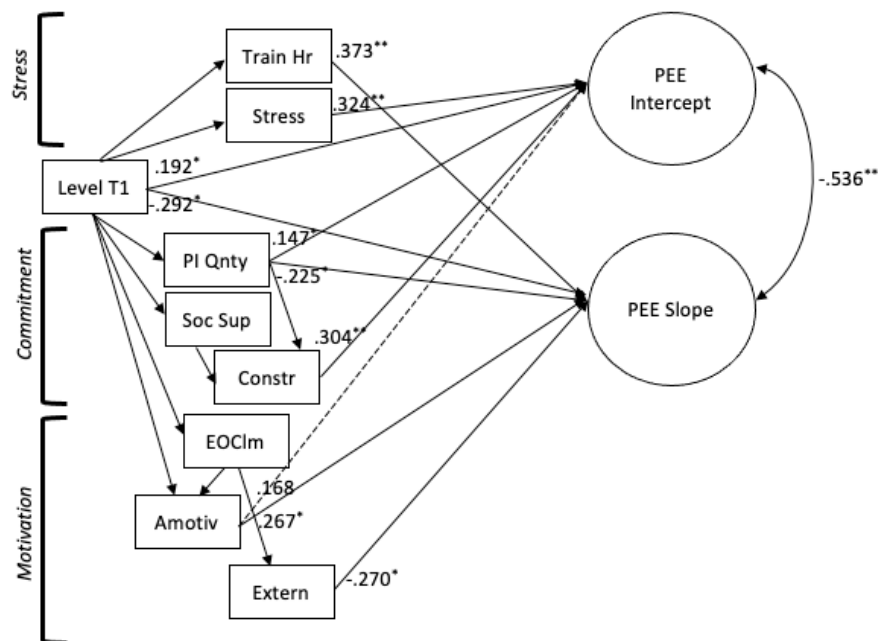 Stress
Train Hr
.373**
PEE
Intercept
Stress
.324**
.192*
Level T1
-.292*
-.536**
Commitment
.147*
PI Qnty
-.225*
Soc Sup
PEE Slope
.304**
Constr
Motivation
EOClm
.168
Amotiv
.267*
Extern
-.270*